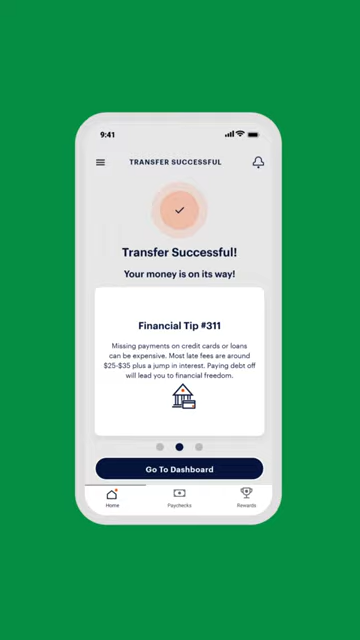 9:41
TRANSFER SUCCESSFUL
Transfer Successful!
Your money is on its way!
Financial Tip #311
Missing payments on credit cards or loans
can be expensive. Most late fees are around
$25-$35 plus a jump in interest. Paying debt off
will lead you to financial freedom.
Go To Dashboard
Home Paychecks Rewards